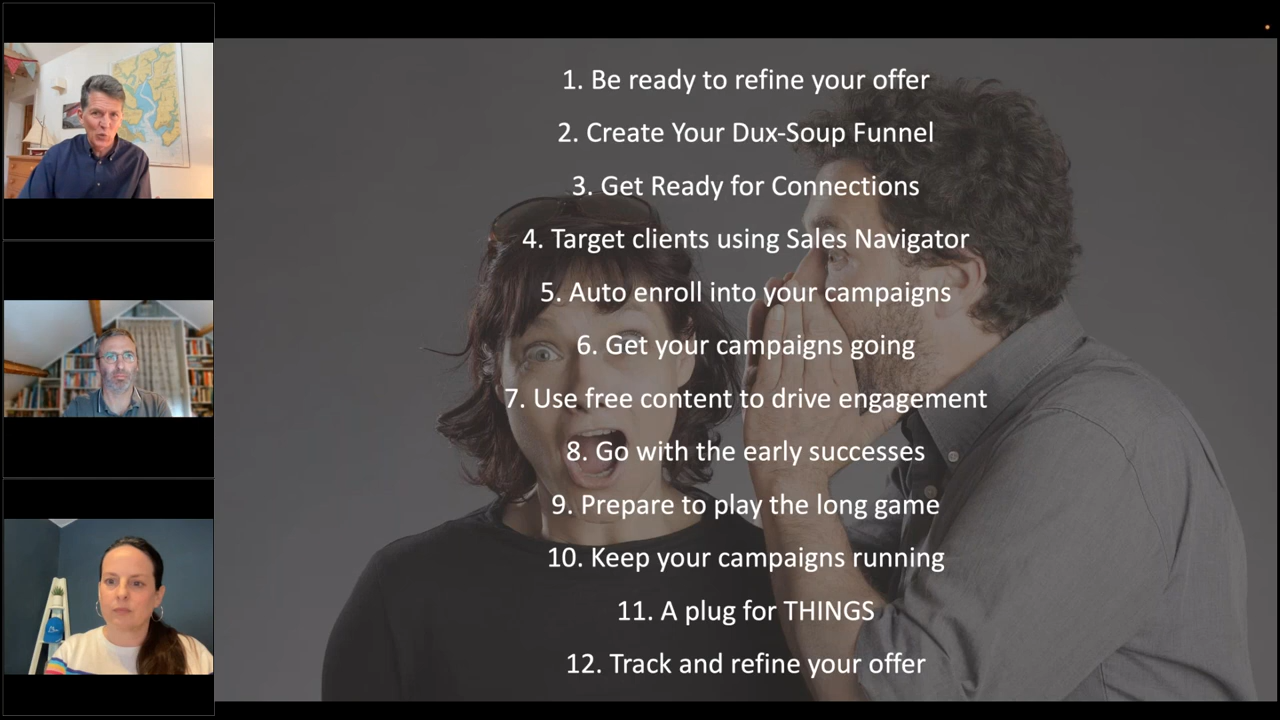 1. Be ready to refine your offer
2. Create Your Dux-Soup Funnel
3. Get Ready for Connections
4. Target clients using Sales Navigator
5. Auto enroll into your campaigns
6. Get your campaigns going
7. Use free content to drive engagement
8. Go with the early successes
9. Prepare to play the long game
10. Keep your campaigns running
11. A plug for THINGS
12. Track and refine your offer